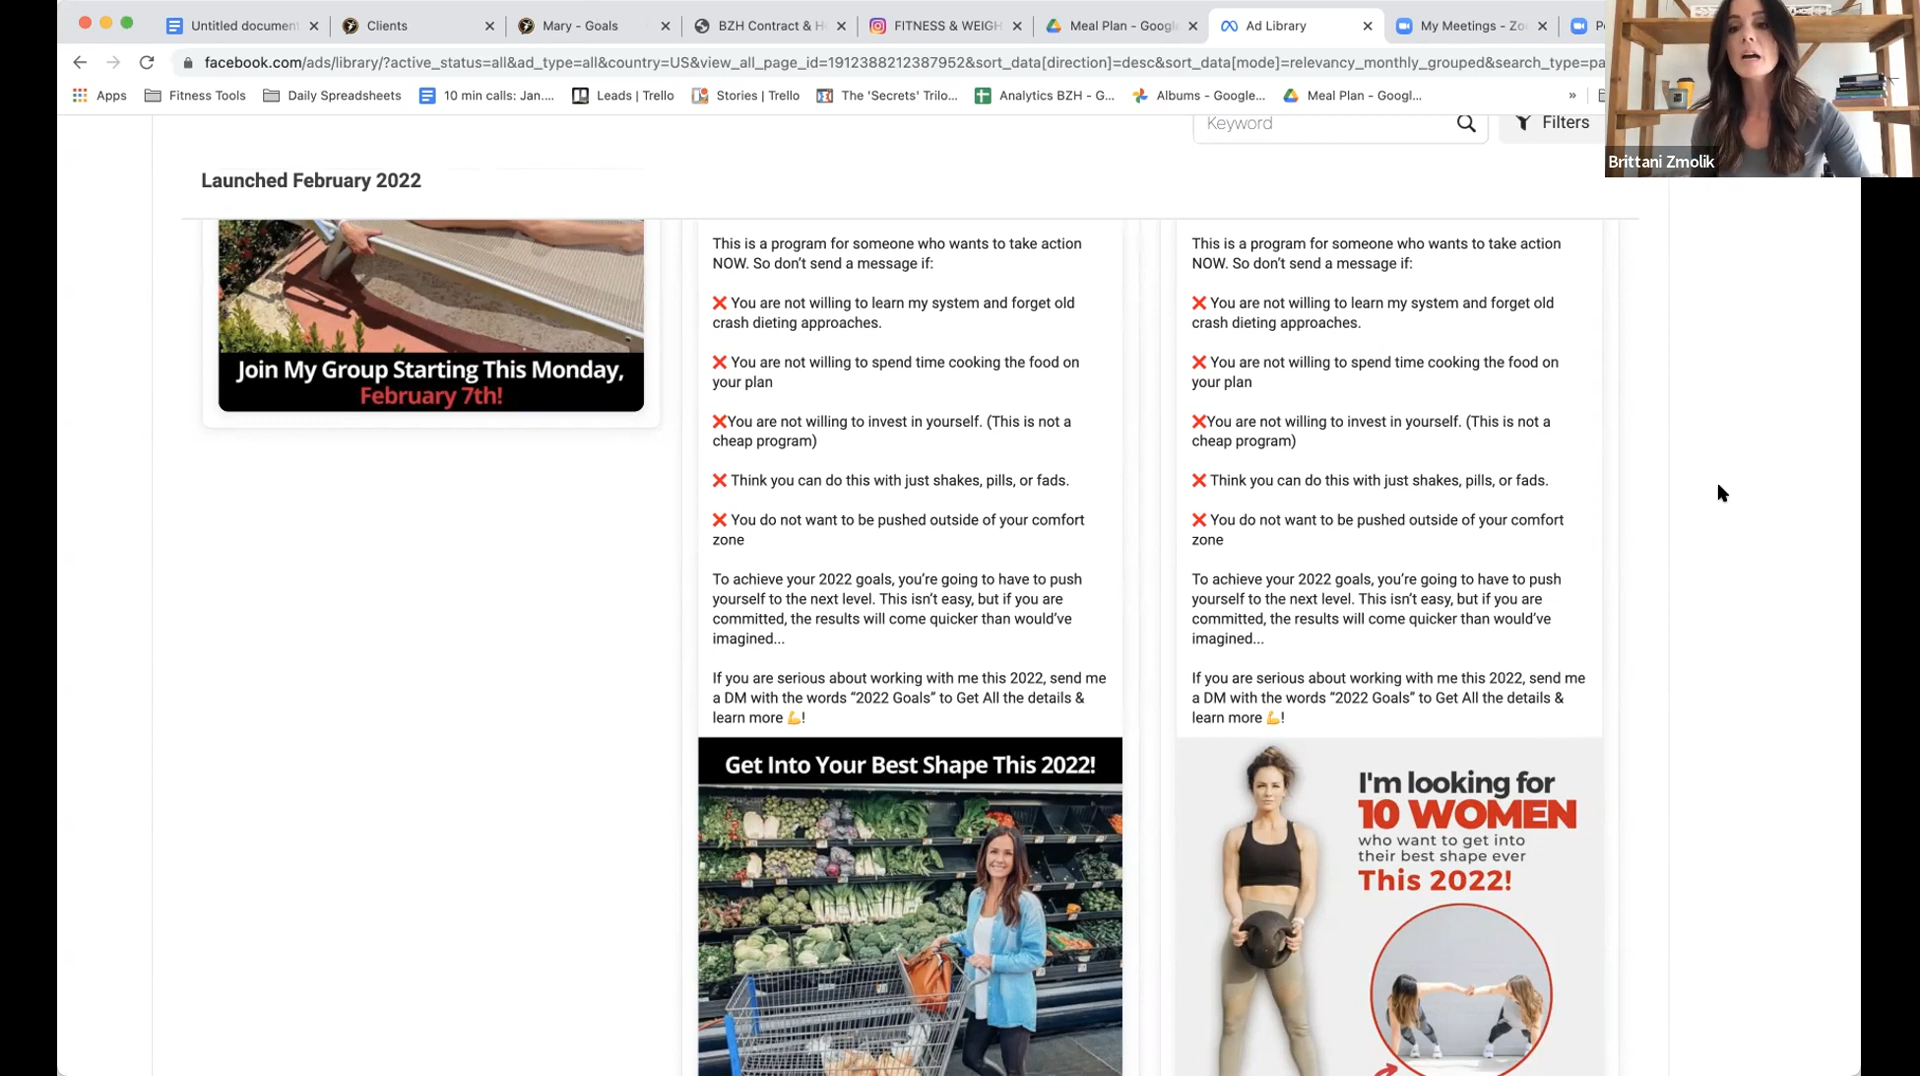 Untitled document
Clients
Mary - Goals
BZH Contract & H
FITNESS & WEIGH
Meal Plan - Google
Ad Library
My Meetings - Zo
facebook.com/ads/library/?active_status=all&ad_type=all&country=US&view_all_page_id=1912388212387952&sort_data[direction]=desc&sort_data[mode]=relevancy_monthly_grouped&search_type=pa
Apps
Fitness Tools
Daily Spreadsheets
10 min calls: Jan....
Leads | Trello
Stories | Trello
The 'Secrets' Trilo...
Analytics BZH - G...
Albums - Google...
Meal Plan - Googl...
»
Keyword
Filters
Brittani Zmolik
Launched February 2022
Join My Group Starting This Monday,
February 7th!
This is a program for someone who wants to take action
NOW. So don’t send a message if:
❌ You are not willing to learn my system and forget old
crash dieting approaches.
❌ You are not willing to spend time cooking the food on
your plan
❌You are not willing to invest in yourself. (This is not a
cheap program)
❌ Think you can do this with just shakes, pills, or fads.
❌ You do not want to be pushed outside of your comfort
zone
To achieve your 2022 goals, you’re going to have to push
yourself to the next level. This isn’t easy, but if you are
committed, the results will come quicker than would’ve
imagined...
If you are serious about working with me this 2022, send me
a DM with the words “2022 Goals” to Get All the details &
learn more 💪!
Get Into Your Best Shape This 2022!
This is a program for someone who wants to take action
NOW. So don’t send a message if:
❌ You are not willing to learn my system and forget old
crash dieting approaches.
❌ You are not willing to spend time cooking the food on
your plan
❌You are not willing to invest in yourself. (This is not a
cheap program)
❌ Think you can do this with just shakes, pills, or fads.
❌ You do not want to be pushed outside of your comfort
zone
To achieve your 2022 goals, you’re going to have to push
yourself to the next level. This isn’t easy, but if you are
committed, the results will come quicker than would’ve
imagined...
If you are serious about working with me this 2022, send me
a DM with the words “2022 Goals” to Get All the details &
learn more 💪!
I'm looking for
10 WOMEN
who want to get into
their best shape ever
This 2022!